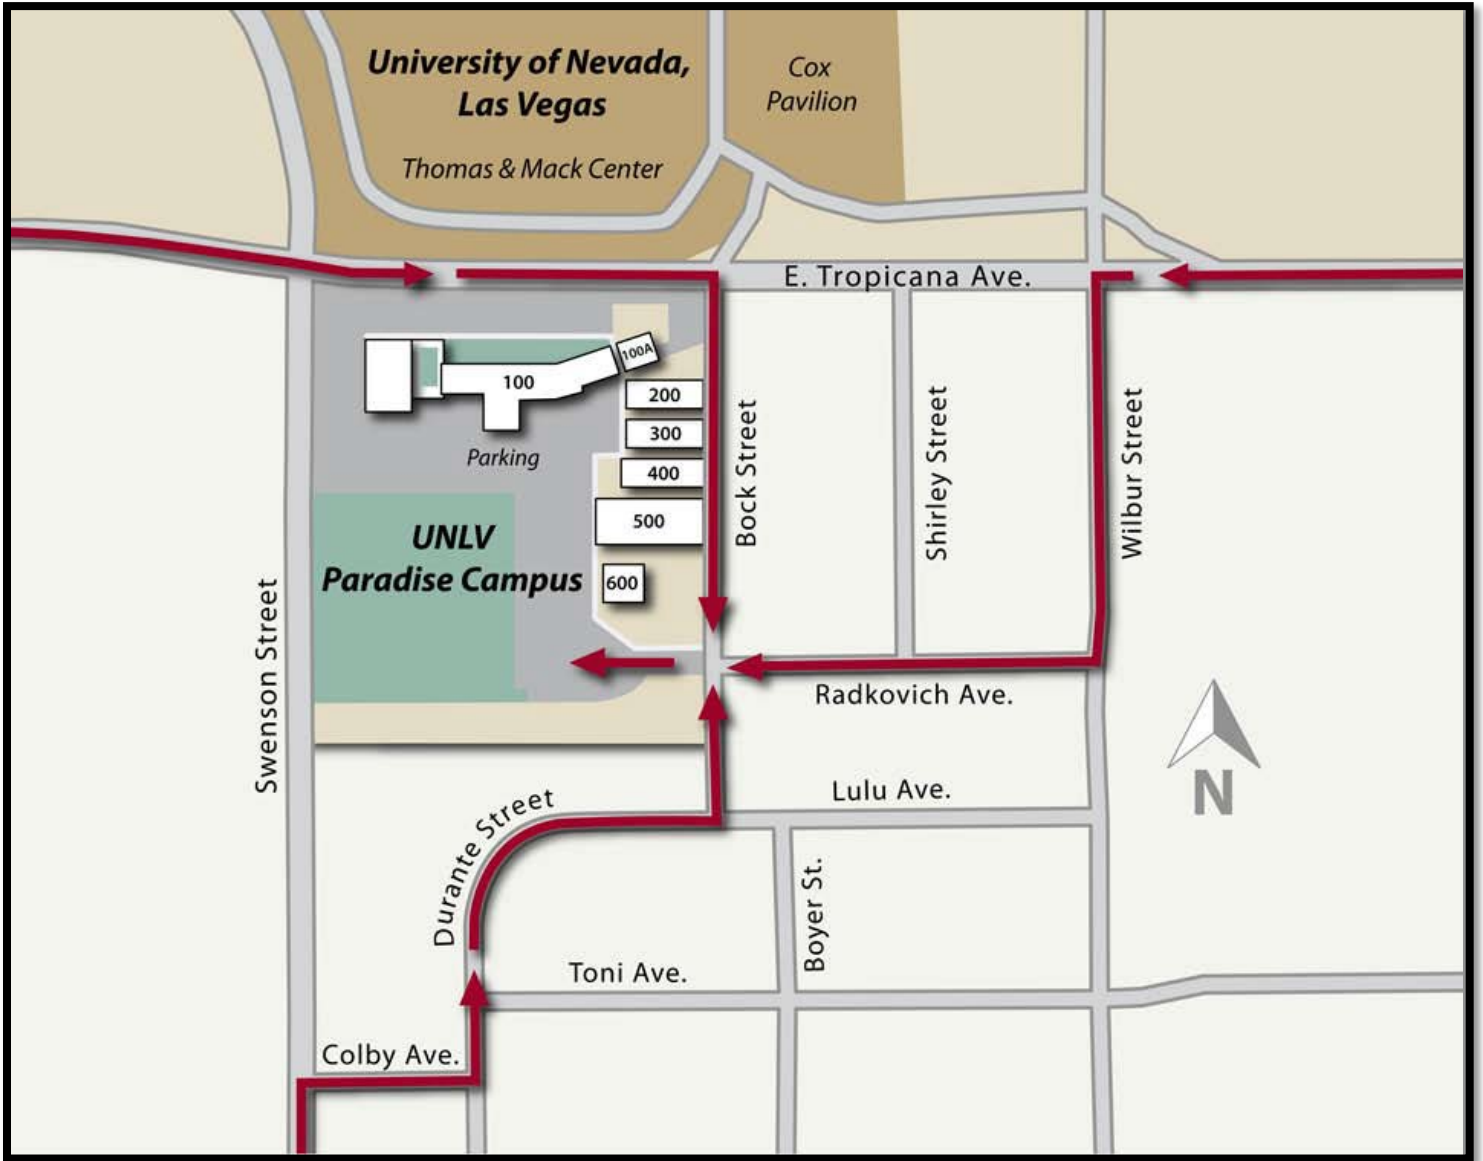 University of Nevada,
Las Vegas
Thomas & Mack Center
Cox
Pavilion
E. Tropicana Ave.
100
100A
200
300
400
500
600
Parking
UNLV
Paradise Campus
Swenson Street
Bock Street
Shirley Street
Wilbur Street
Radkovich Ave.
Lulu Ave.
N
Durante Street
Boyer St.
Toni Ave.
Colby Ave.